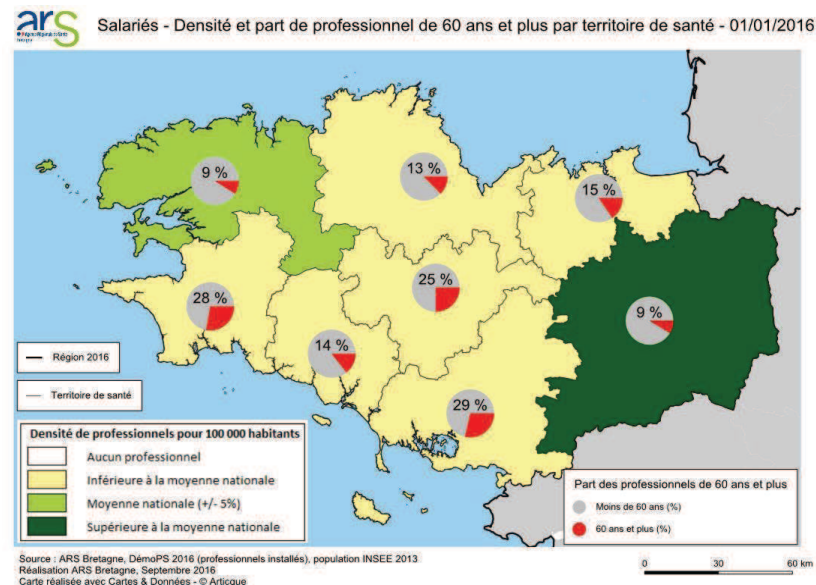 ars
Salariés - Densité et part de professionnel de 60 ans et plus par territoire de santé - 01/01/2016
9 %
13 %
15 %
28 %
25 %
9 %
14 %
29 %
Région 2016
Territoire de santé
Densité de professionnels pour 100 000 habitants
Aucun professionnel
Inférieure à la moyenne nationale
Moyenne nationale (+/- 5%)
Supérieure à la moyenne nationale
Part des professionnels de 60 ans et plus
Moins de 60 ans (%)
60 ans et plus (%)
0 30 60 km
Source : ARS Bretagne, DémoPS 2016 (professionnels installés), population INSEE 2013
Réalisation ARS Bretagne, Septembre 2016
Carte réalisée avec Cartes & Données - © Articque